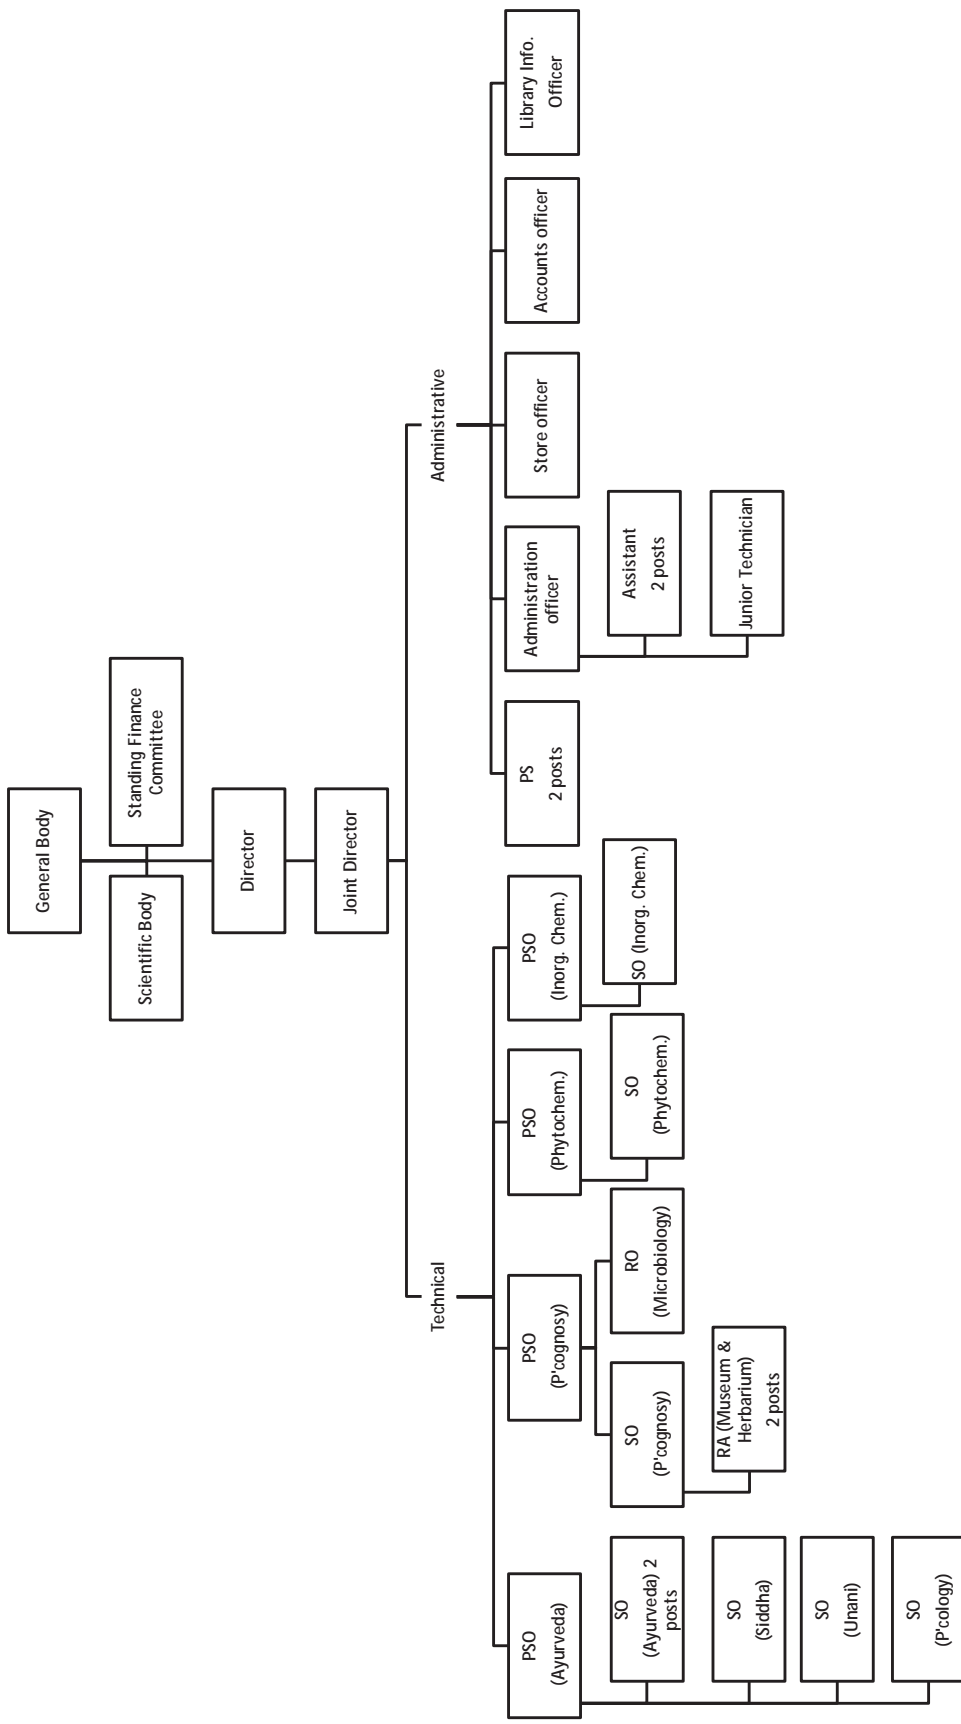 General Body
Scientific Body
Standing Finance
Committee
Director
Joint Director
Technical
Administrative
PSO
(Ayurveda)
PSO
(P'cognosy)
PSO
(Phytochem.)
PSO
(Inorg. Chem.)
PS
2 posts
Administration
officer
Store officer
Accounts officer
Library Info.
Officer
SO
(Ayurveda) 2
posts
SO
(P'cognosy)
RO
(Microbiology)
SO
(Phytochem.)
SO (Inorg. Chem.)
Assistant
2 posts
SO
(Siddha)
RA (Museum &
Herbarium)
2 posts
Junior Technician
SO
(Unani)
SO
(P'cology)